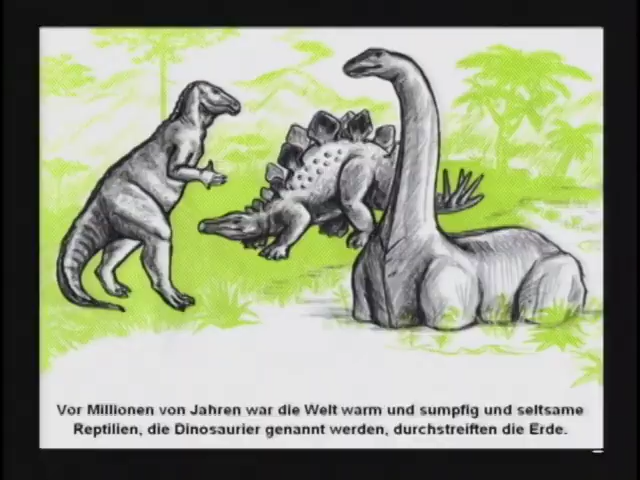 Vor Millionen von Jahren war die Welt warm und sumpfig und seltsame
Reptilien, die Dinosaurier genannt werden, durchstreiften die Erde.